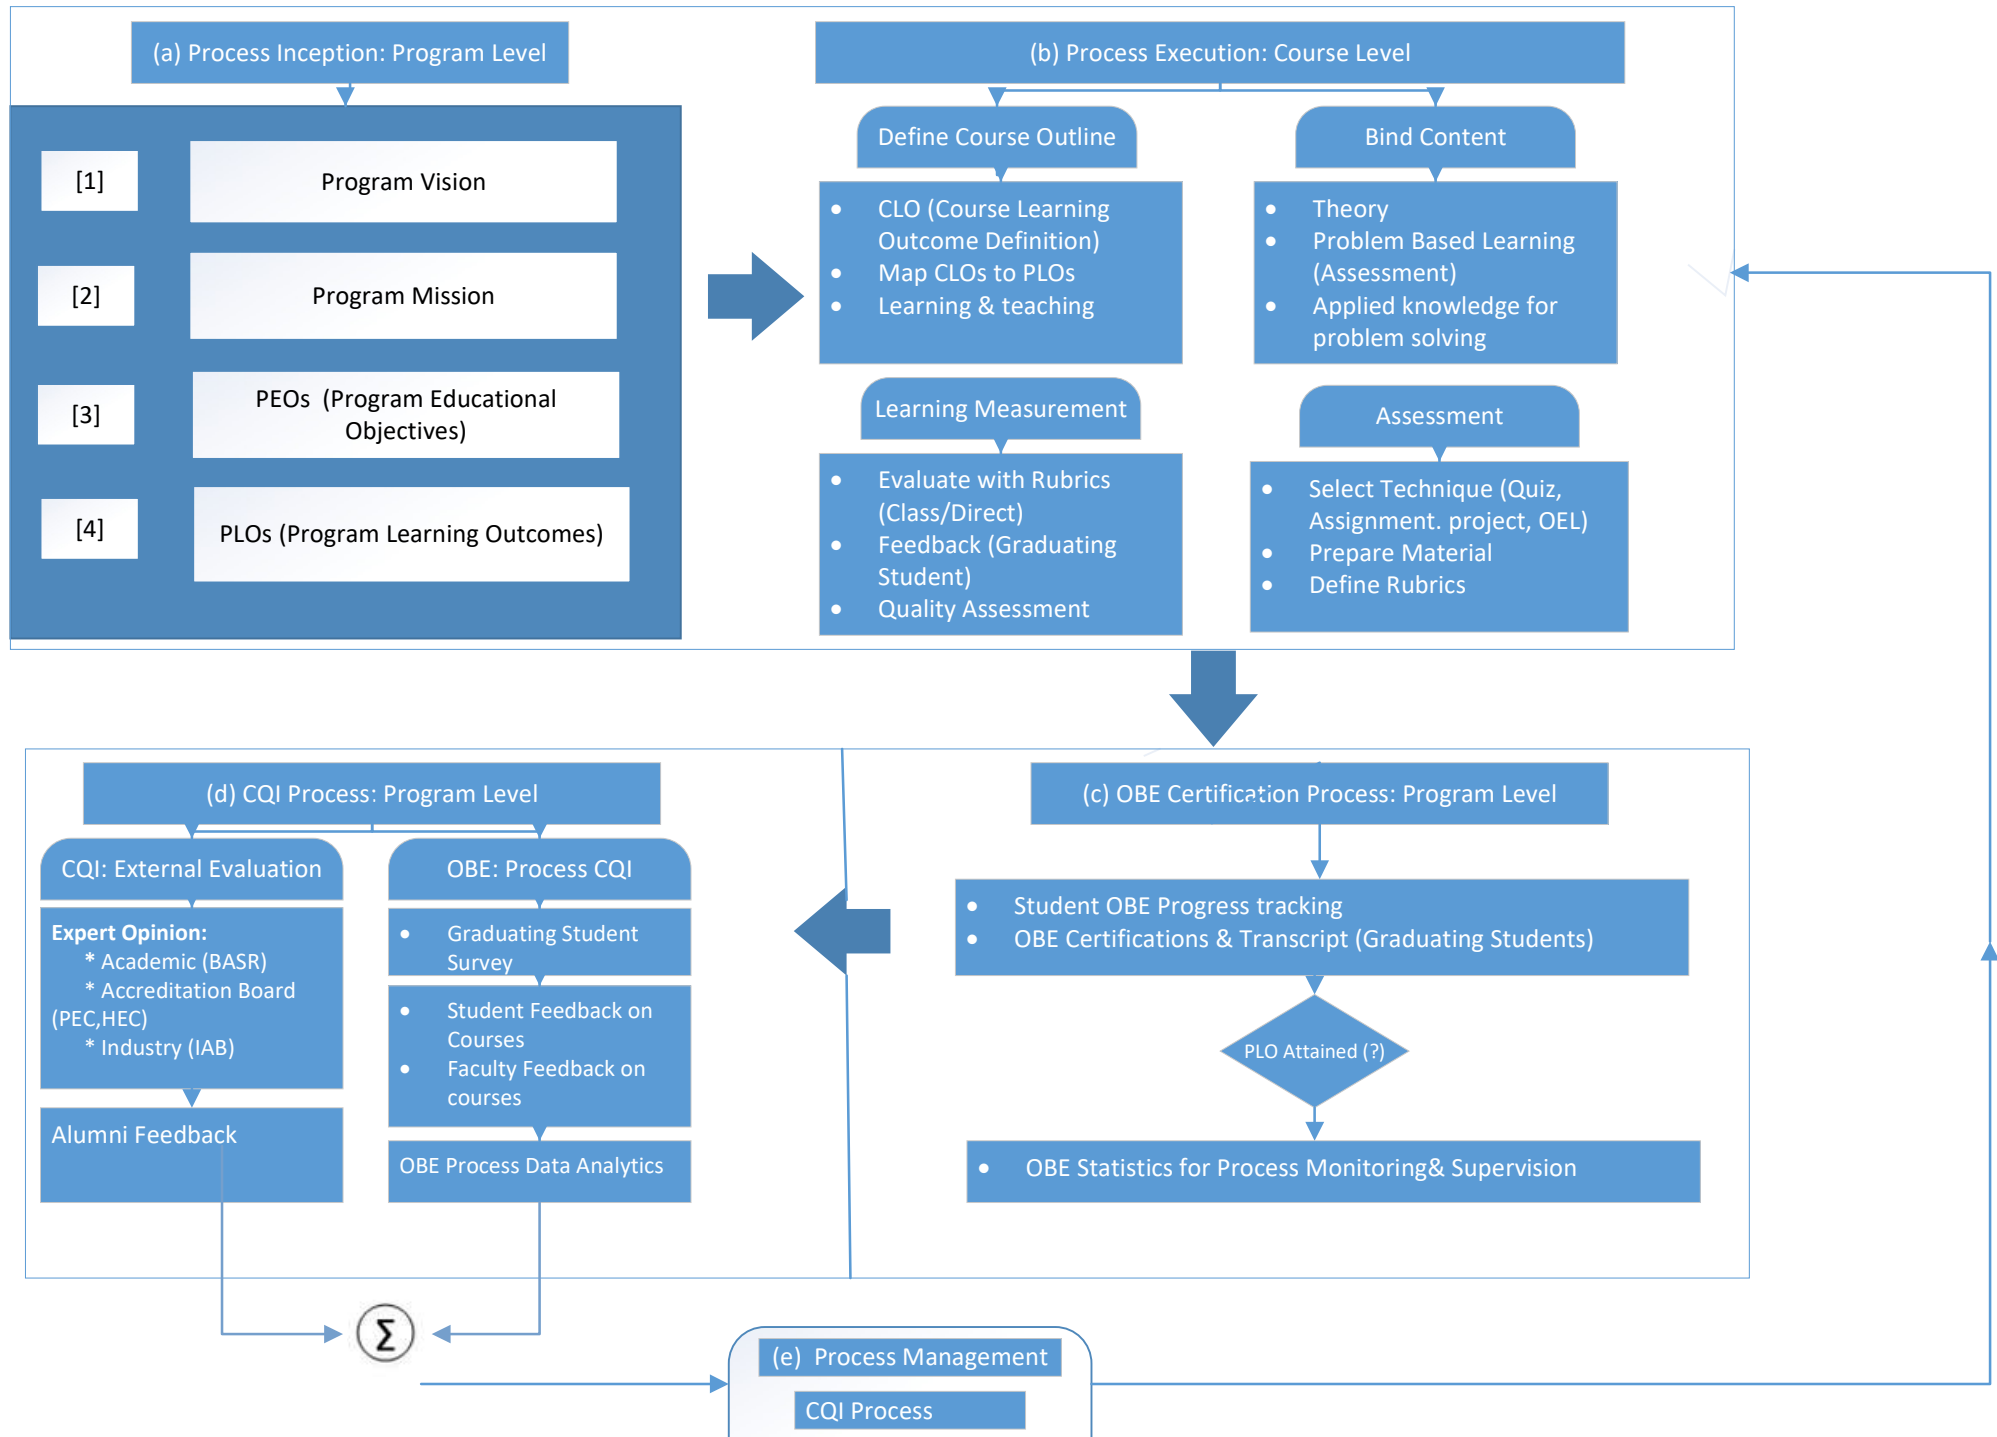 (a) Process Inception: Program Level
[1]
Program Vision
[2]
Program Mission
[3]
PEOs (Program Educational
Objectives)
[4]
PLOs (Program Learning Outcomes)
(b) Process Execution: Course Level
Define Course Outline
• CLO (Course Learning
Outcome Definition)
• Map CLOs to PLOs
• Learning & teaching
Bind Content
• Theory
• Problem Based Learning
(Assessment)
• Applied knowledge for
problem solving
Learning Measurement
• Evaluate with Rubrics
(Class/Direct)
• Feedback (Graduating
Student)
• Quality Assessment
Assessment
• Select Technique (Quiz,
Assignment. project, OEL)
• Prepare Material
• Define Rubrics
(d) CQI Process: Program Level
CQI: External Evaluation
Expert Opinion:
* Academic (BASR)
* Accreditation Board
(PEC,HEC)
* Industry (IAB)
Alumni Feedback
OBE: Process CQI
• Graduating Student
Survey
• Student Feedback on
Courses
• Faculty Feedback on
courses
OBE Process Data Analytics
(c) OBE Certification Process: Program Level
• Student OBE Progress tracking
• OBE Certifications & Transcript (Graduating Students)
PLO Attained (?)
• OBE Statistics for Process Monitoring& Supervision
Σ
(e) Process Management
CQI Process